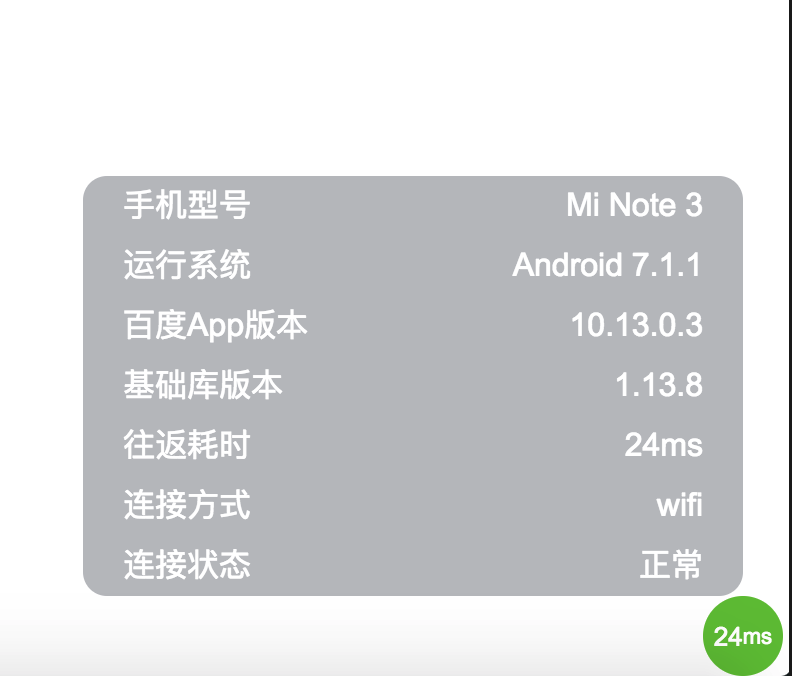 手机型号 Mi Note 3
运行系统 Android 7.1.1
百度App版本 10.13.0.3
基础库版本 1.13.8
往返耗时 24ms
连接方式 wifi
连接状态 正常
24ms